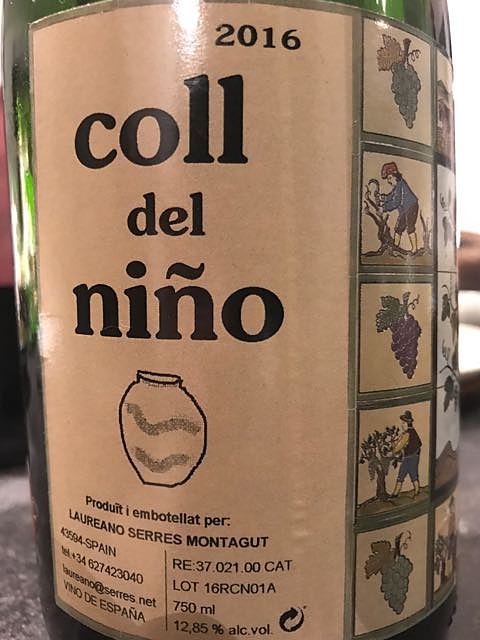 2016
coll
del
niño
Produït i embotellat per:
LAUREANO SERRES MONTAGUT
43594-SPAIN
tel.+34 627423040
laureano@serres.net
VINO DE ESPAÑA
RE:37.021.00 CAT
LOT 16RCN01A
750 ml
12,85 % alc.vol.